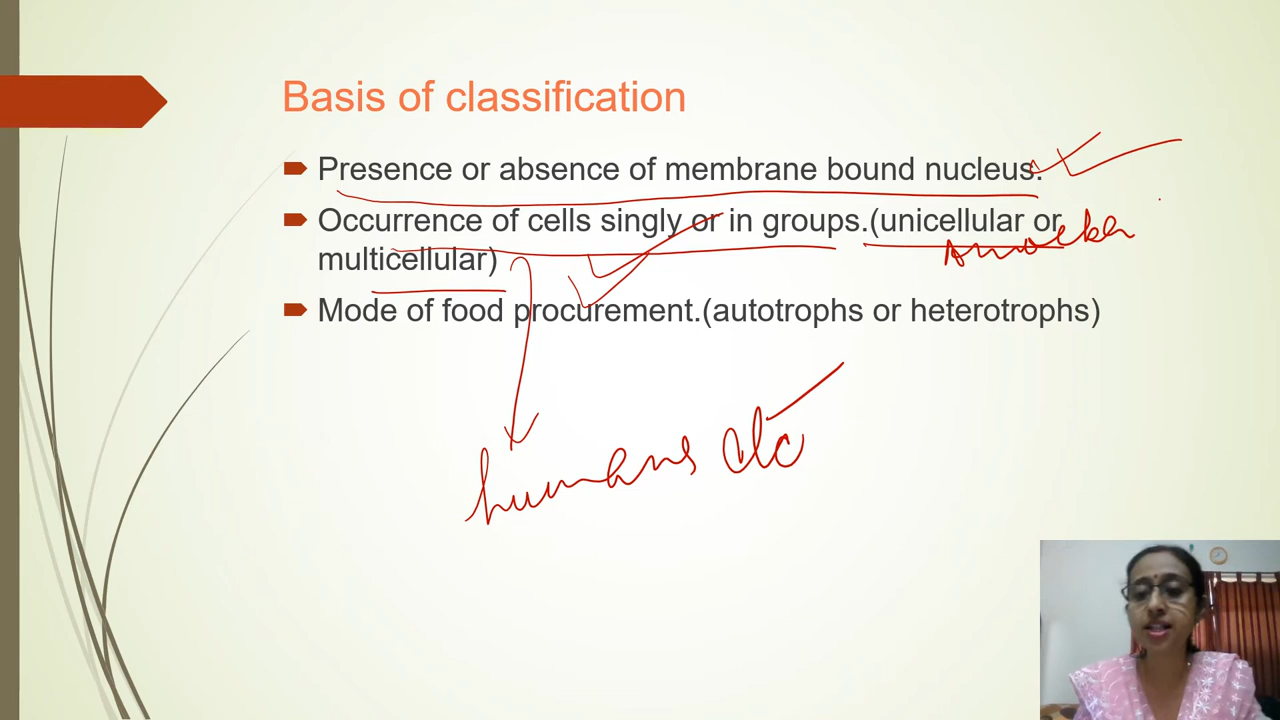 Basis of classification
Presence or absence of membrane bound nucleus.
Occurrence of cells singly or in groups.(unicellular or
Amoeba
multicellular)
Mode of food procurement.(autotrophs or heterotrophs)
humans etc